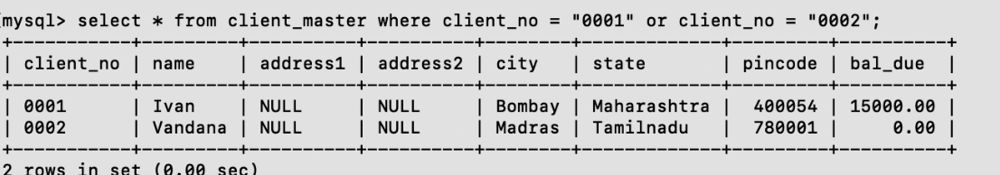 mysql> select * from client_master where client_no = "0001" or client_no = "0002";
+-----------+---------+----------+----------+--------+-------------+---------+----------+
| client_no | name    | address1 | address2 | city   | state       | pincode | bal_due  |
+-----------+---------+----------+----------+--------+-------------+---------+----------+
| 0001      | Ivan    | NULL     | NULL     | Bombay | Maharashtra |  400054 | 15000.00 |
| 0002      | Vandana | NULL     | NULL     | Madras | Tamilnadu   |  780001 |     0.00 |
+-----------+---------+----------+----------+--------+-------------+---------+----------+
2 rows in set (0.00 sec)